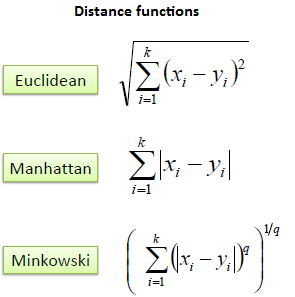 Distance functions
Euclidean √(∑_{i=1}^{k} (x_i − y_i)²)
Manhattan ∑_{i=1}^{k} |x_i − y_i|
Minkowski (∑_{i=1}^{k} (|x_i − y_i|)^q)^{1/q}